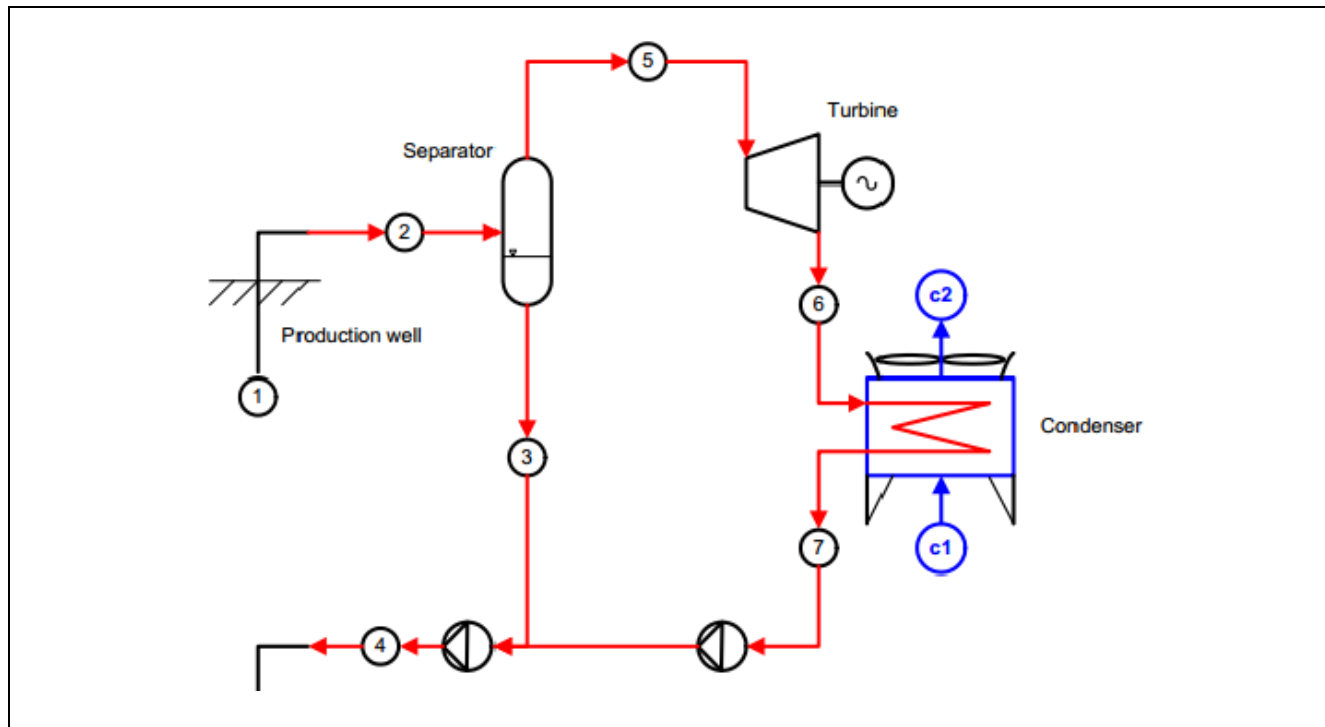 5
Turbine
Separator
2
6
c2
Production well
1
Condenser
3
7
c1
4